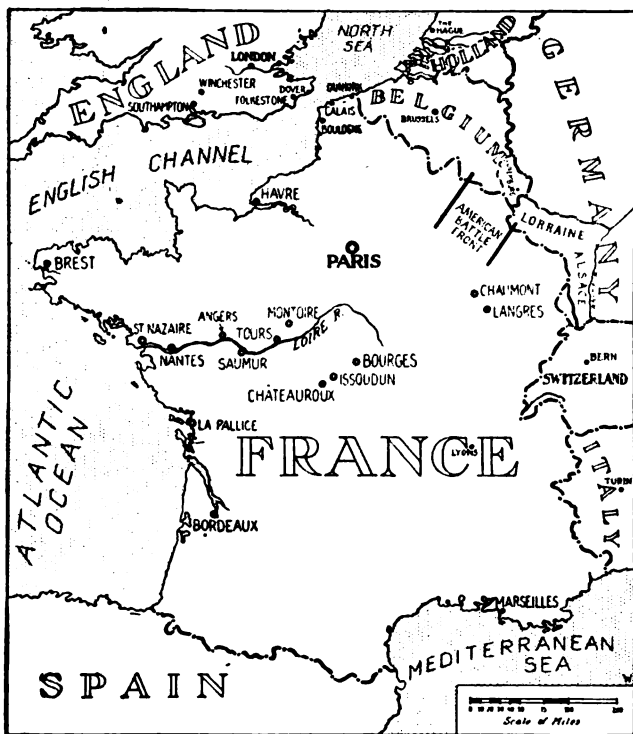 ENGLAND
NORTH
SEA
THE
HAGUE
HOLLAND
GERMANY
LONDON
WINCHESTER
SOUTHAMPTON
DOVER
FOLKESTONE
CALAIS
BOULOGNE
BELGIUM
BRUSSELS
ENGLISH CHANNEL
HAVRE
AMERICAN
BATTLE
FRONT
LORRAINE
ALSACE
BREST
PARIS
CHAUMONT
LANGRES
ST NAZAIRE
ANGERS
MONTOIRE
TOURS
LOIRE R.
NANTES
SAUMUR
BOURGES
ISSOUDUN
CHÂTEAUROUX
BERN
SWITZERLAND
ATLANTIC
OCEAN
LA PALLICE
FRANCE
LYONS
ITALY
TURIN
BORDEAUX
MARSEILLES
MEDITERRANEAN
SEA
SPAIN
Scale of Miles